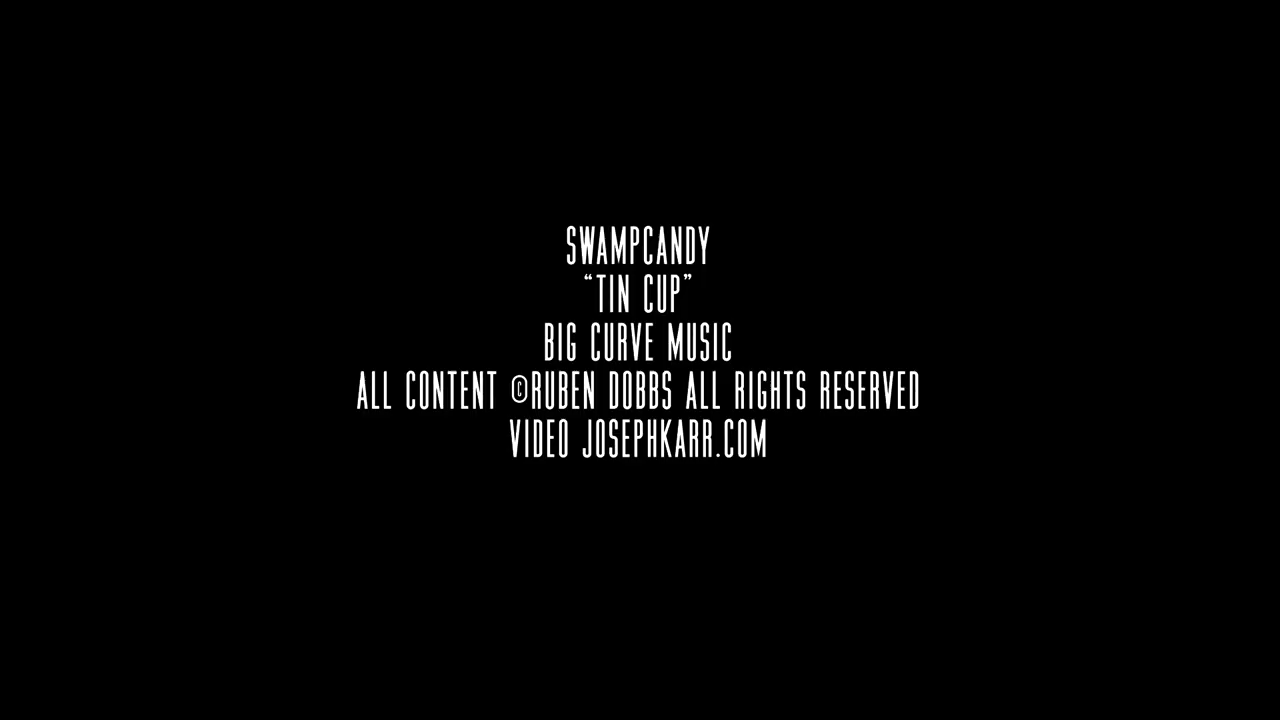 SWAMPCANDY
“TIN CUP”
BIG CURVE MUSIC
ALL CONTENT ©RUBEN DOBBS ALL RIGHTS RESERVED
VIDEO JOSEPHKARR.COM